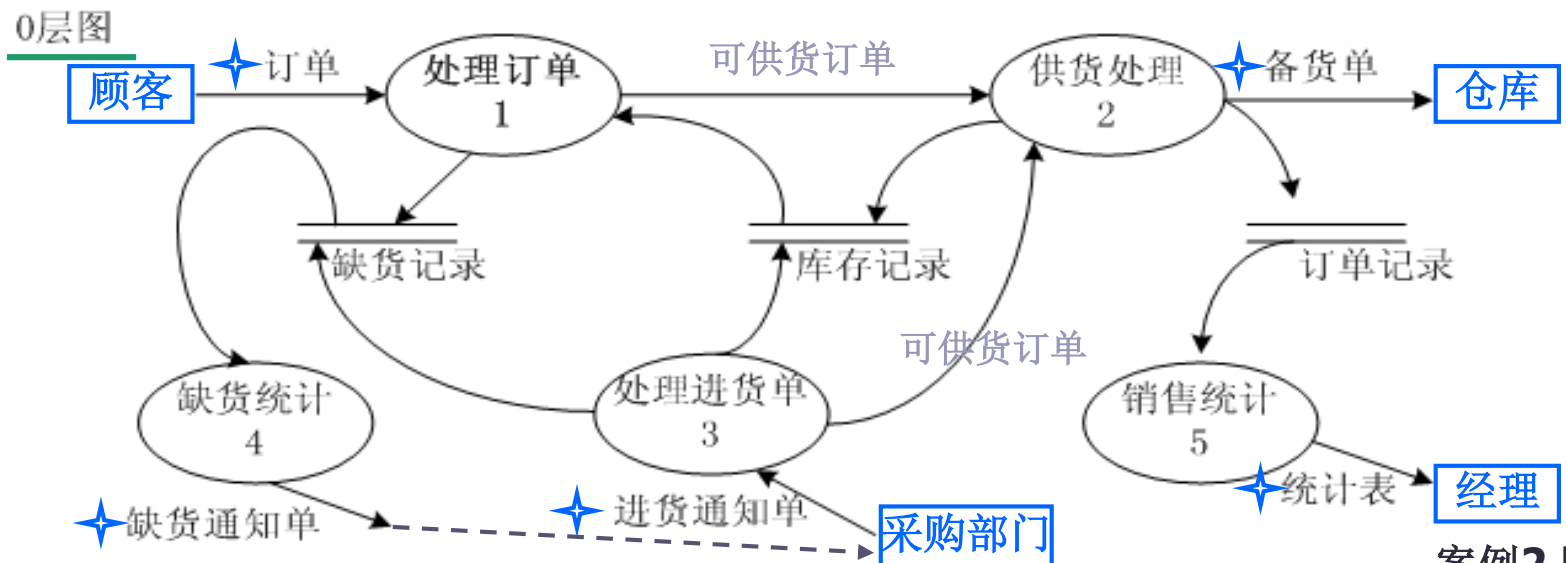 0层图
顾客
订单
处理订单
1
可供货订单
供货处理
2
备货单
仓库
缺货记录
库存记录
订单记录
可供货订单
缺货统计
4
处理进货单
3
销售统计
5
缺货通知单
进货通知单
采购部门
统计表
经理
案例2